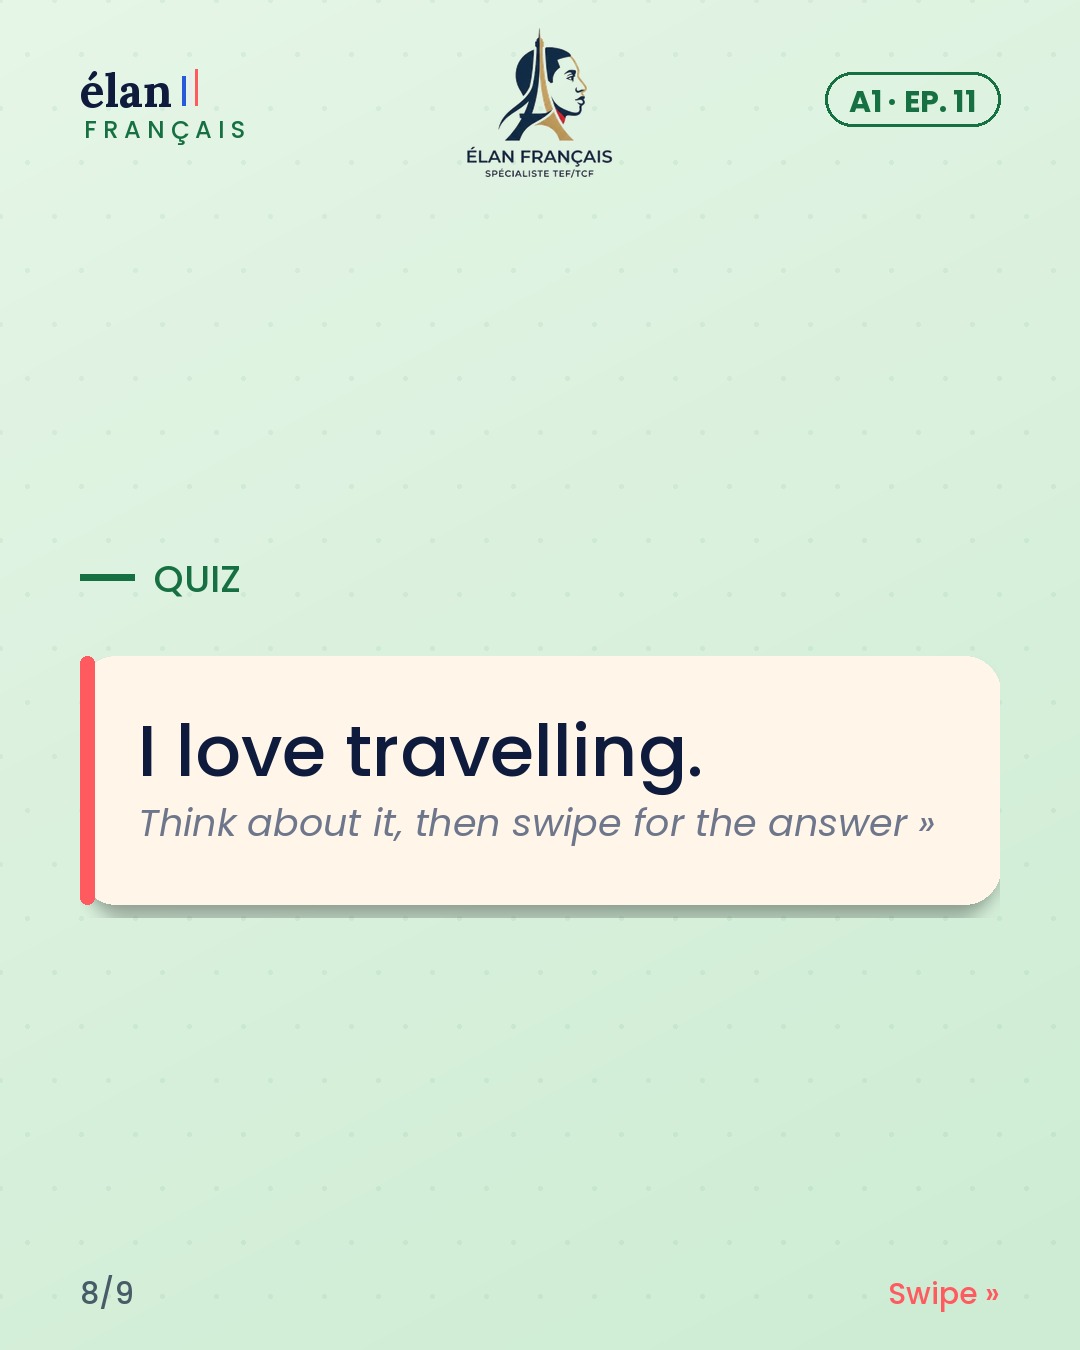 élan
FRANÇAIS
ÉLAN FRANÇAIS
SPÉCIALISTE TEF/TCF
A1 · EP. 11
QUIZ
I love travelling.
Think about it, then swipe for the answer »
8/9
Swipe »